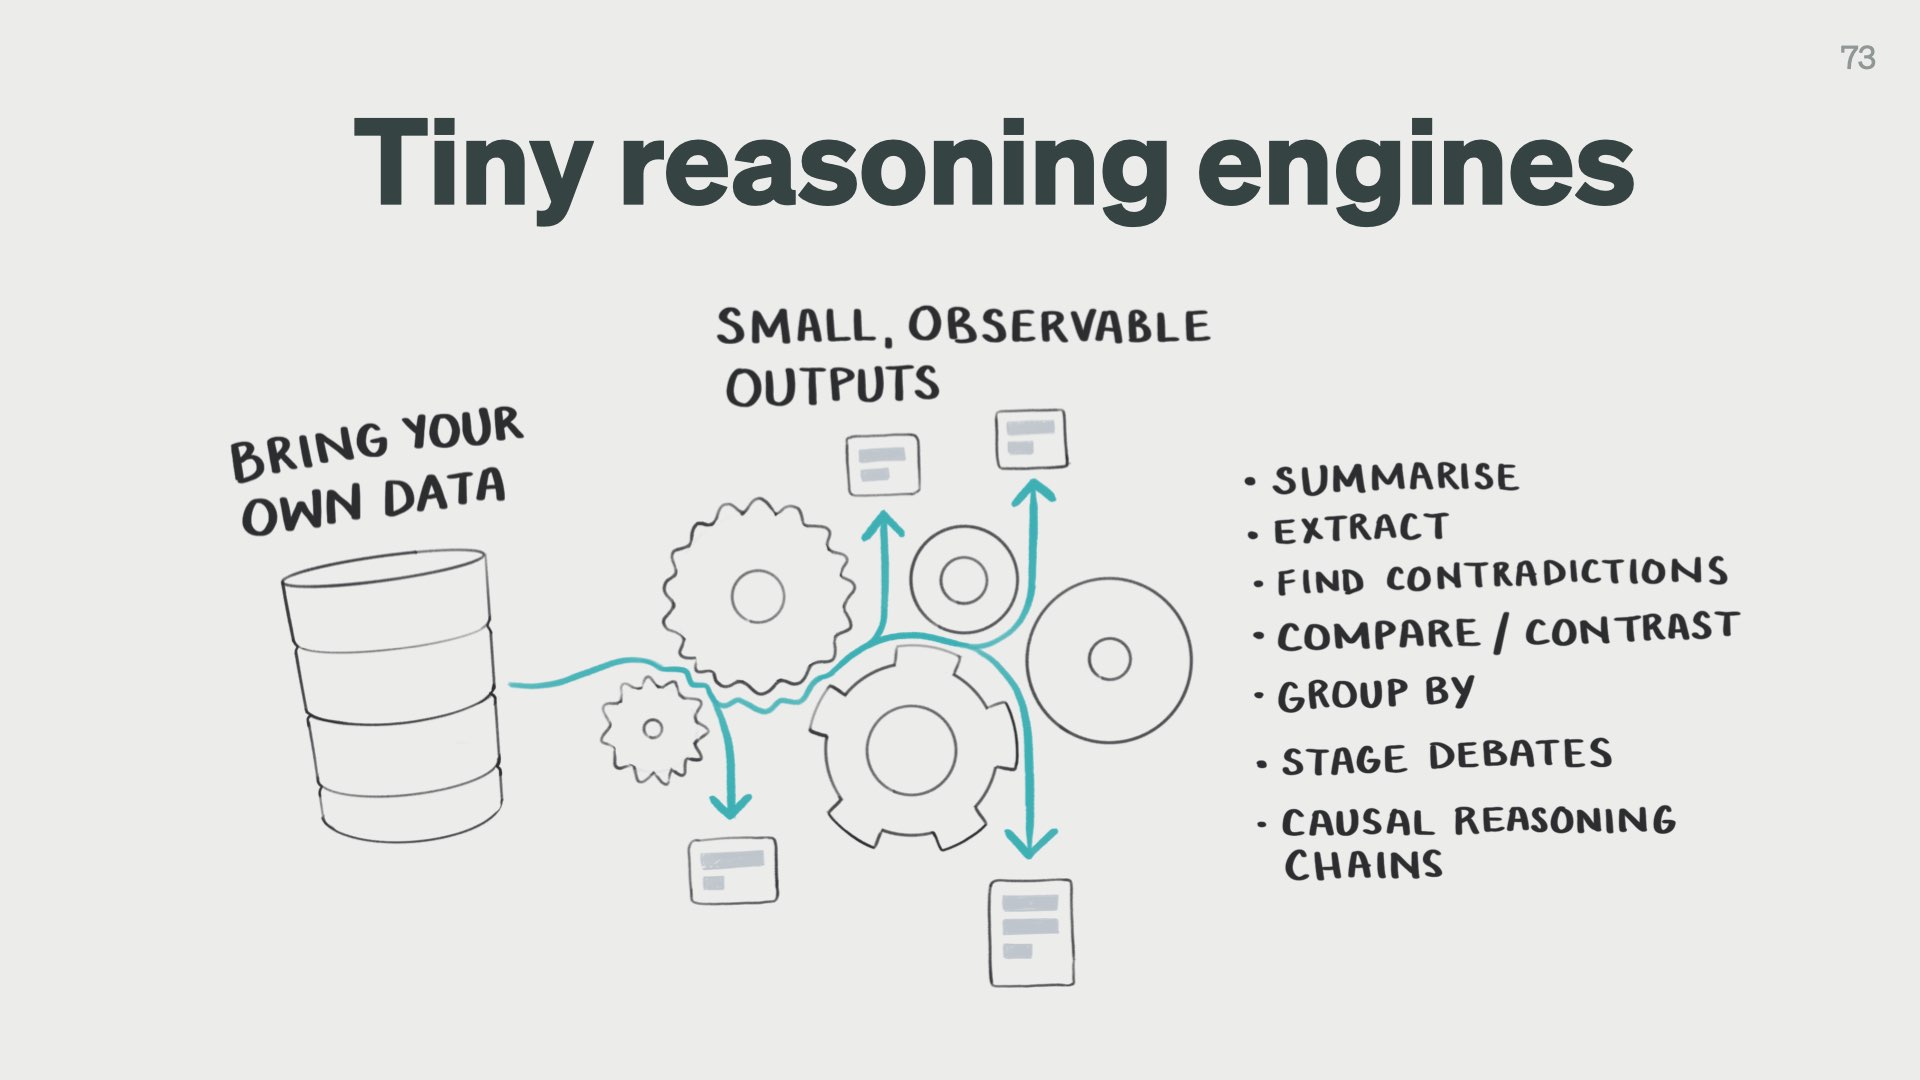 73
Tiny reasoning engines
SMALL, OBSERVABLE
OUTPUTS
BRING YOUR
OWN DATA
• SUMMARISE
• EXTRACT
• FIND CONTRADICTIONS
• COMPARE / CONTRAST
• GROUP BY
• STAGE DEBATES
• CAUSAL REASONING
CHAINS